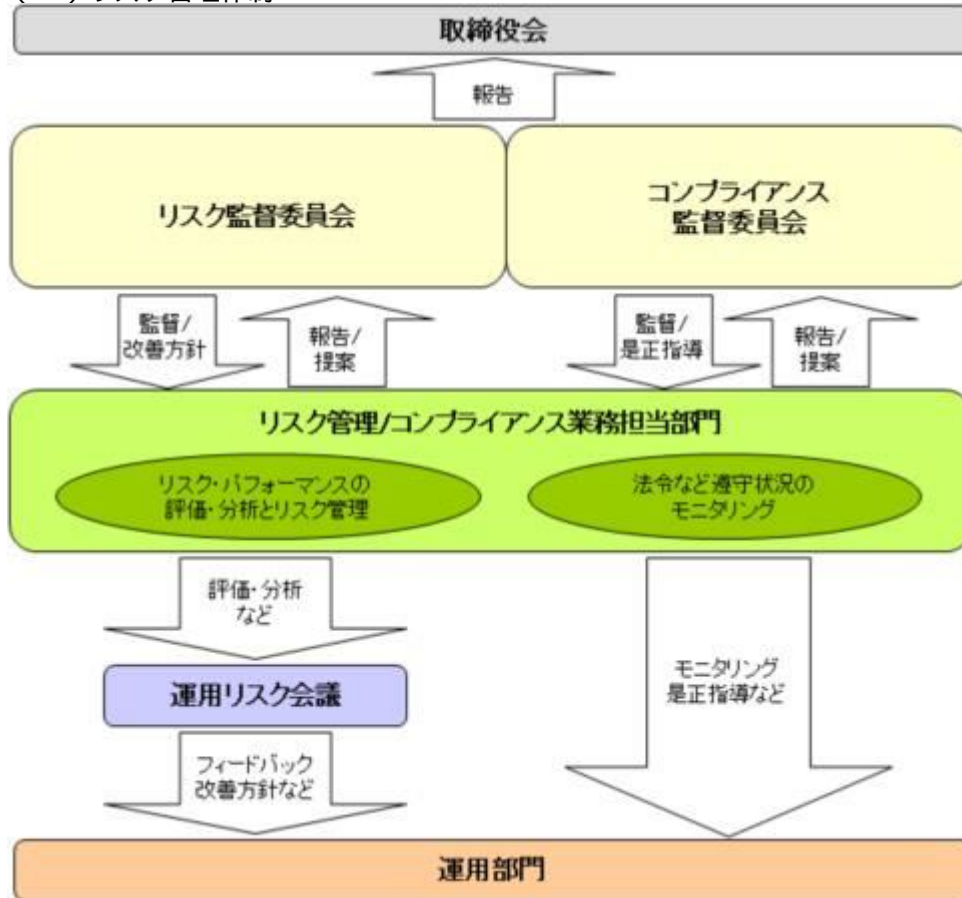 取締役会
報告
リスク監督委員会
コンプライアンス
監督委員会
監督/
改善方針
報告/
提案
監督/
是正指導
報告/
提案
リスク管理/コンプライアンス業務担当部門
リスク・パフォーマンスの
評価・分析とリスク管理
法令など遵守状況の
モニタリング
評価・分析
など
運用リスク会議
モニタリング
是正指導など
フィードバック
改善方針など
運用部門